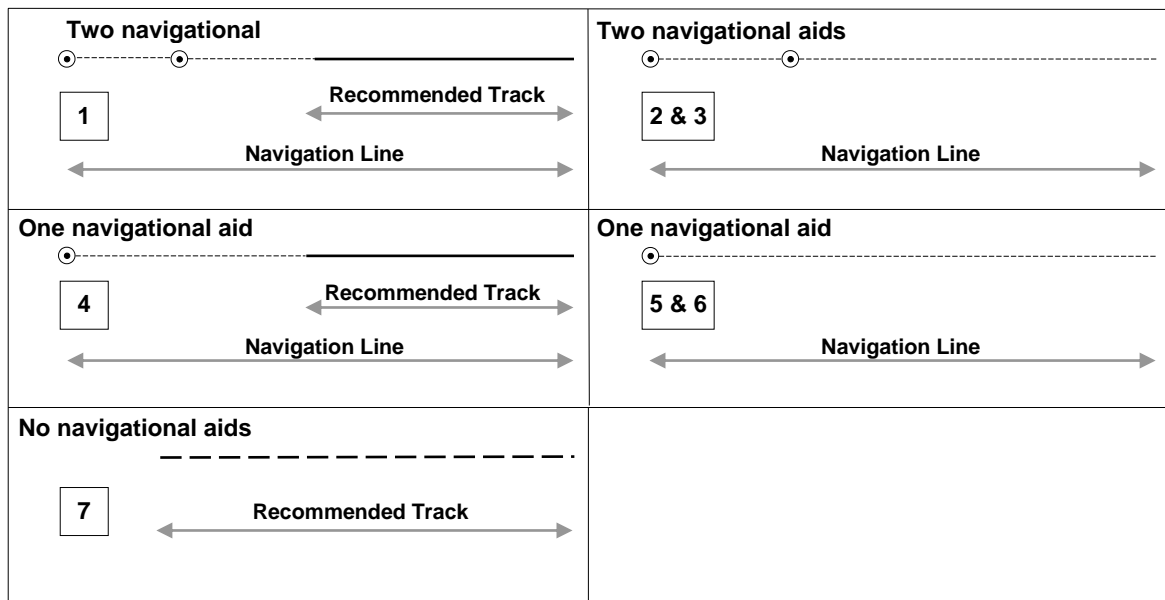 Two navigational
Recommended Track
1
Navigation Line
Two navigational aids
2 & 3
Navigation Line
One navigational aid
Recommended Track
4
Navigation Line
One navigational aid
5 & 6
Navigation Line
No navigational aids
7
Recommended Track